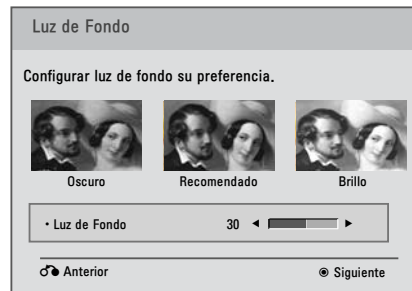 Luz de Fondo
Configurar luz de fondo su preferencia.
Oscuro Recomendado Brillo
• Luz de Fondo 30 ◄ ►
Anterior ◉ Siguiente